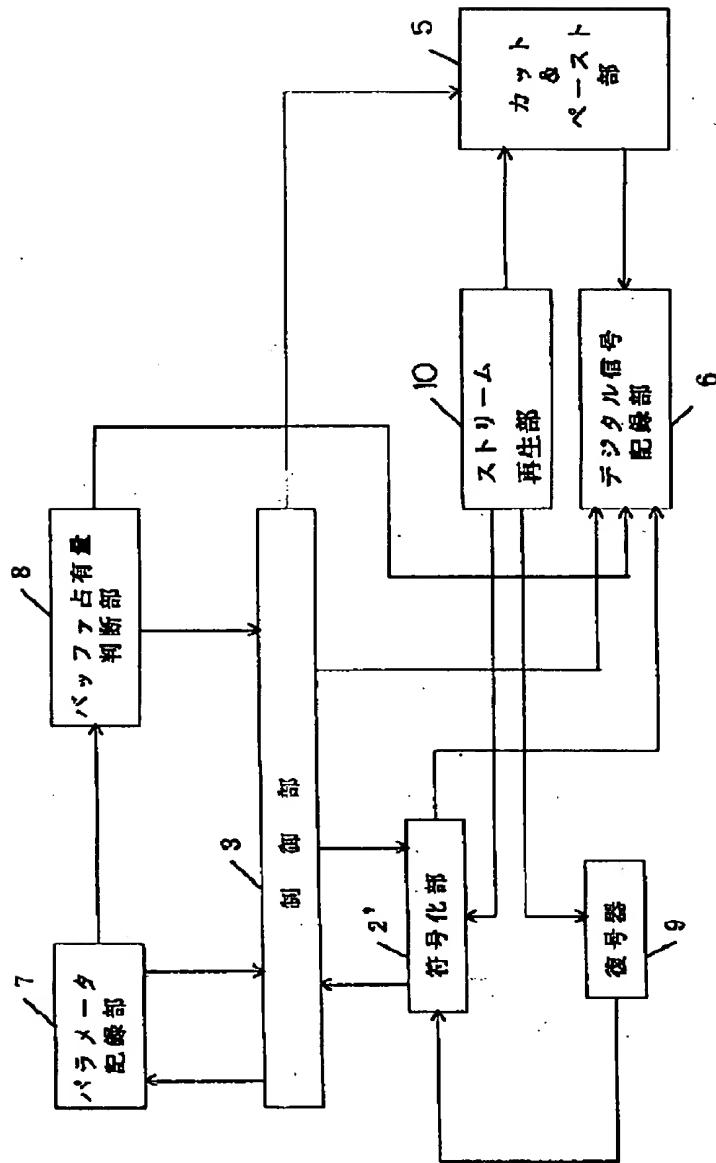 7
パラメータ
記録部
8
バッファ占有量
判断部
3
制御部
5
カット
&
ペースト
部
2'
符号化部
10
ストリーム
再生部
9
復号器
6
デジタル信号
記録部